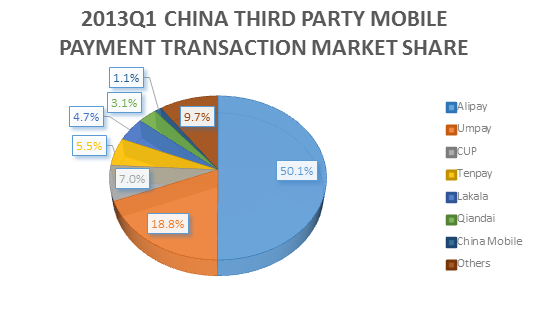 2013Q1 CHINA THIRD PARTY MOBILE
PAYMENT TRANSACTION MARKET SHARE
1.1%
3.1%
9.7%
4.7%
5.5%
7.0%
50.1%
18.8%
Alipay
Umpay
CUP
Tenpay
Lakala
Qiandai
China Mobile
Others